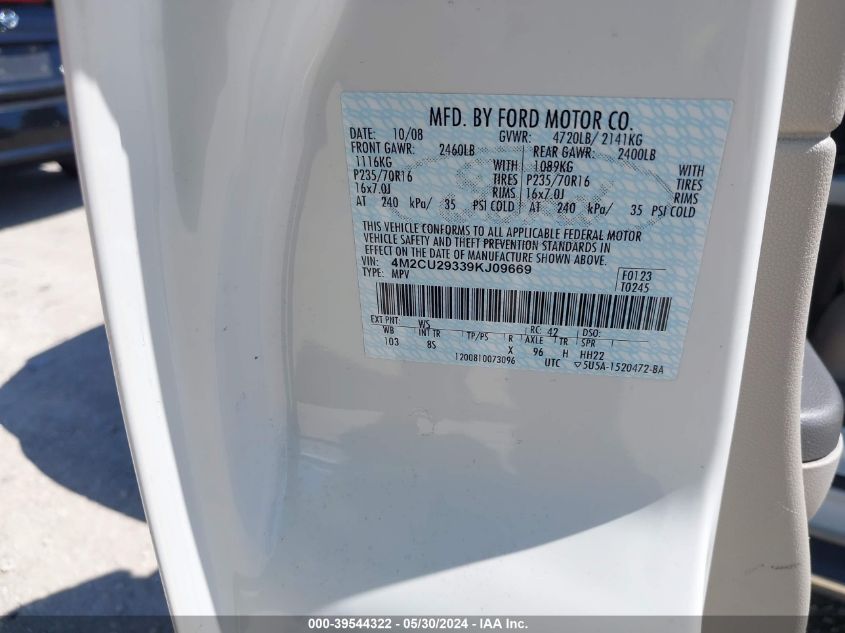 MFD. BY FORD MOTOR CO.
DATE: 10/08 GVWR: 4720LB/ 2141KG
FRONT GAWR: 2460LB REAR GAWR: 2400LB
1116KG WITH 1089KG WITH
P235/70R16 TIRES P235/70R16 TIRES
16x7.0J RIMS 16x7.0J RIMS
AT 240 kPa/ 35 PSI COLD AT 240 kPa/ 35 PSI COLD
THIS VEHICLE CONFORMS TO ALL APPLICABLE FEDERAL MOTOR
VEHICLE SAFETY AND THEFT PREVENTION STANDARDS IN
EFFECT ON THE DATE OF MANUFACTURE SHOWN ABOVE.
VIN: 4M2CU29339KJ09669 F0123
TYPE: MPV T0245
EXT PNT: WS RC: 42 DSO:
WB INT TR TP/PS R AXLE TR SPR
103 8S X 96 H HH22
1200810073096 UTC ▽5U5A-1520472-BA
000-39544322 | 05/30/2024 | IAA Inc.